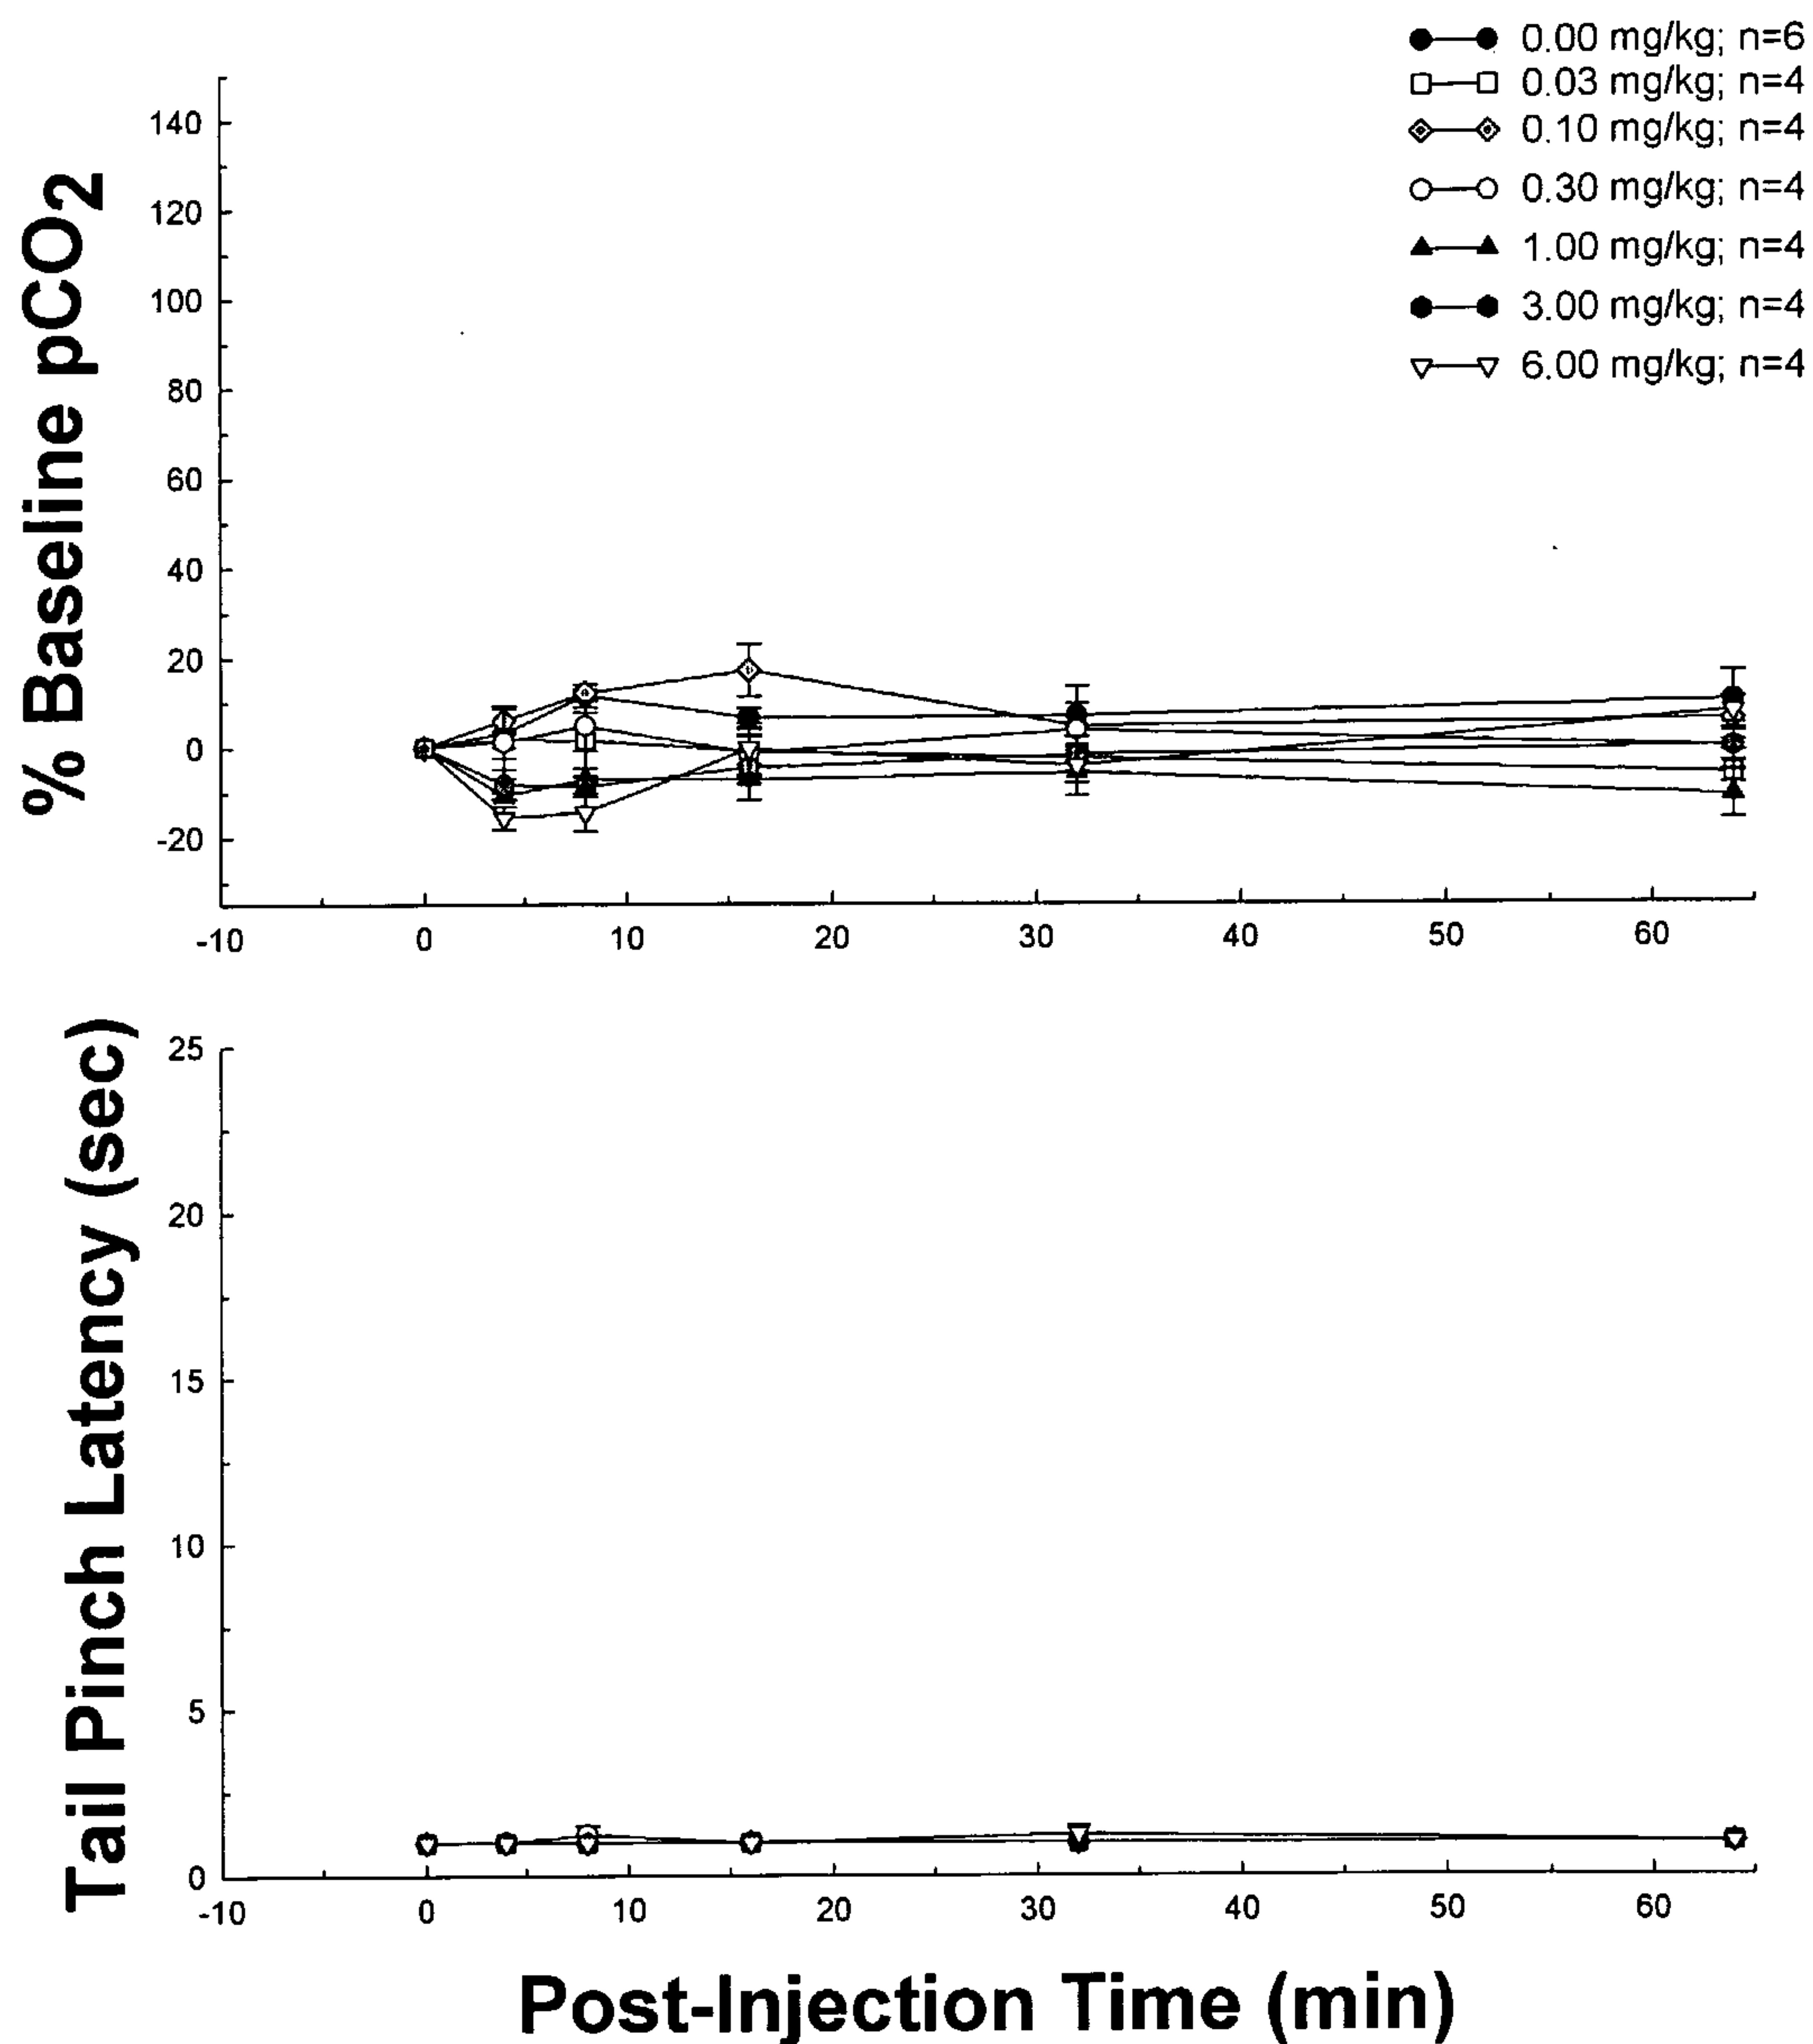 0.00 mg/kg; n=6
0.03 mg/kg; n=4
0.10 mg/kg; n=4
0.30 mg/kg; n=4
1.00 mg/kg; n=4
3.00 mg/kg; n=4
6.00 mg/kg; n=4
% Baseline pCO2
140
120
100
80
60
40
20
0
-20
-10 0 10 20 30 40 50 60
Tail Pinch Latency (sec)
25
20
15
10
5
0
-10 0 10 20 30 40 50 60
Post-Injection Time (min)